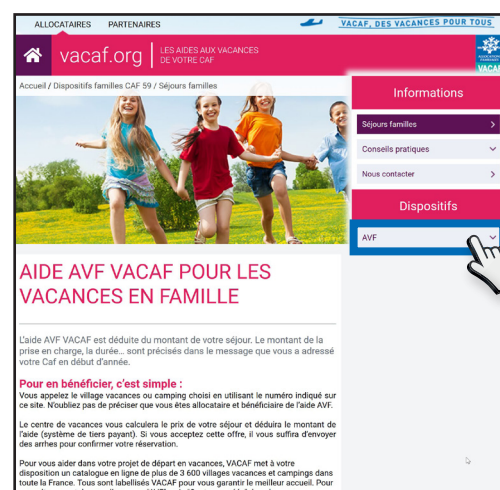 ALLOCATAIRES PARTENAIRES
VACAF, DES VACANCES POUR TOUS
vacaf.org
LES AIDES AUX VACANCES
DE VOTRE CAF
VACAF
Accueil / Dispositifs familles CAF 59 / Séjours familles
Informations
Séjours familles
Conseils pratiques
Nous contacter
Dispositifs
AVF
AIDE AVF VACAF POUR LES
VACANCES EN FAMILLE
L'aide AVF VACAF est déduite du montant de votre séjour. Le montant de la
prise en charge, la durée... sont précisés dans le message que vous a adressé
votre Caf en début d'année.
Pour en bénéficier, c'est simple :
Vous appelez le village vacances ou camping choisi en utilisant le numéro indiqué sur
ce site. N'oubliez pas de préciser que vous êtes allocataire et bénéficiaire de l'aide AVF.
Le centre de vacances vous calculera le prix de votre séjour et déduira le montant de
l'aide (système de tiers payant). Si vous acceptez cette offre, il vous suffira d'envoyer
des arrhes pour confirmer votre réservation.
Pour vous aider dans votre projet de départ en vacances, VACAF met à votre
disposition un catalogue en ligne de plus de 3 600 villages vacances et campings dans
toute la France. Tous sont labellisés VACAF pour vous garantir le meilleur accueil. Pour